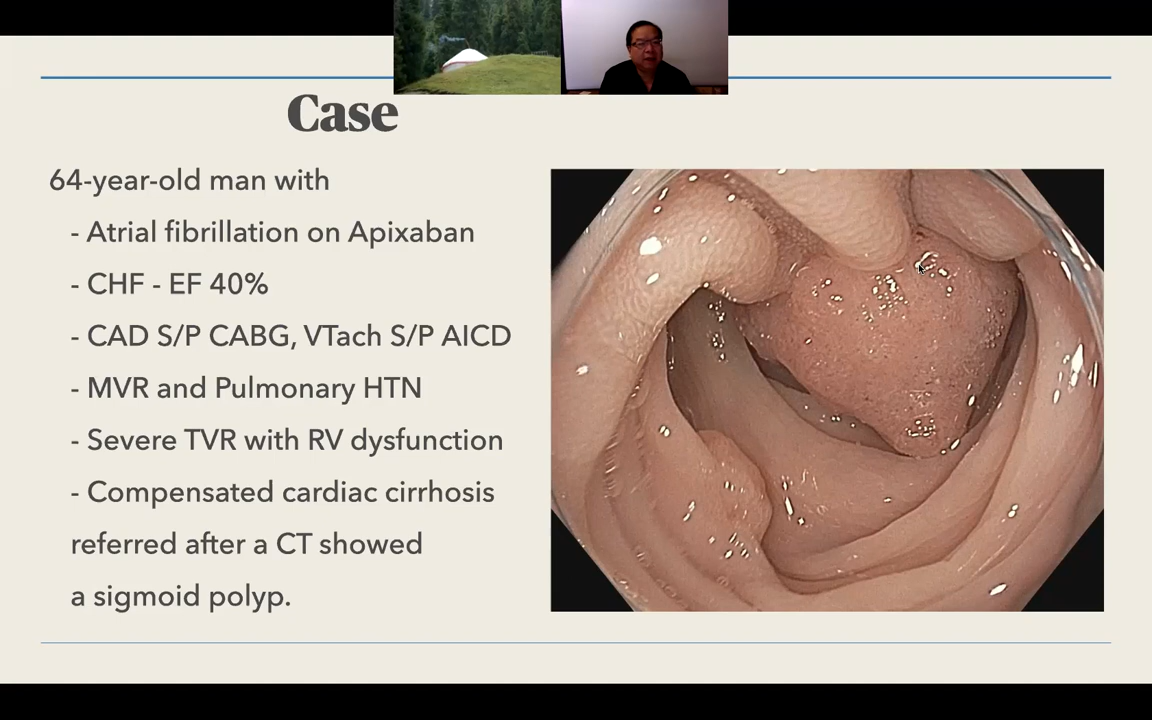 Case
64-year-old man with
- Atrial fibrillation on Apixaban
- CHF - EF 40%
- CAD S/P CABG, VTach S/P AICD
- MVR and Pulmonary HTN
- Severe TVR with RV dysfunction
- Compensated cardiac cirrhosis
referred after a CT showed
a sigmoid polyp.